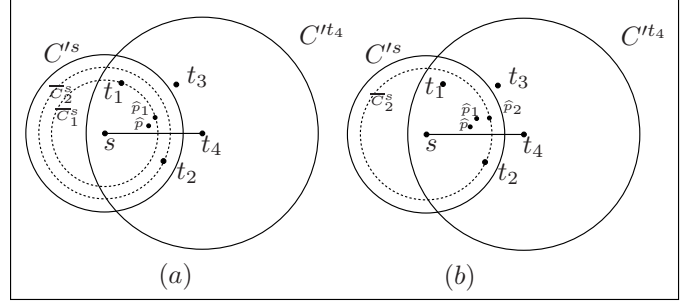 C'^s
C'^{t_4}
\overline{C}_2^s
\overline{C}_1^s
t_1
t_3
\hat{p}_1
\hat{p}
s
t_4
t_2
(a)
C'^s
C'^{t_4}
\overline{C}_2^s
t_1
t_3
\hat{p}_1
\hat{p}_2
\hat{p}
s
t_4
t_2
(b)